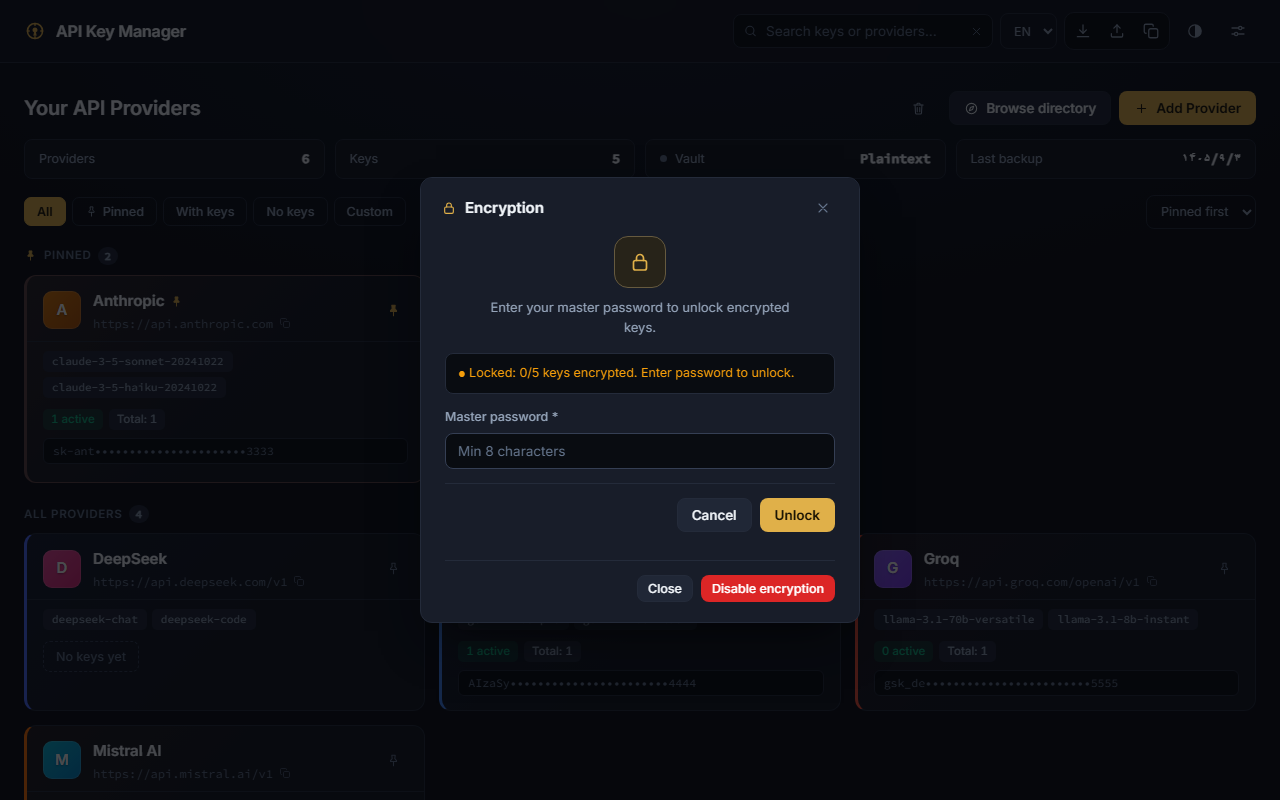 API Key Manager
Search keys or providers...
EN
Your API Providers
Browse directory
Add Provider
Providers 6
Keys 5
Vault Plaintext
Last backup ۱۴۰۵/۹/۳
All
Pinned
With keys
No keys
Custom
Pinned first
PINNED 2
A
Anthropic
https://api.anthropic.com
claude-3-5-sonnet-20241022
claude-3-5-haiku-20241022
1 active Total: 1
sk-ant••••••••••••••••••••••3333
Encryption
Enter your master password to unlock encrypted
keys.
● Locked: 0/5 keys encrypted. Enter password to unlock.
Master password *
Min 8 characters
Cancel
Unlock
Close
Disable encryption
ALL PROVIDERS 4
D
DeepSeek
https://api.deepseek.com/v1
deepseek-chat deepseek-code
No keys yet
1 active Total: 1
AIzaSy•••••••••••••••••••••••4444
G
Groq
https://api.groq.com/openai/v1
llama-3.1-70b-versatile llama-3.1-8b-instant
0 active Total: 1
gsk_de••••••••••••••••••••••••5555
M
Mistral AI
https://api.mistral.ai/v1